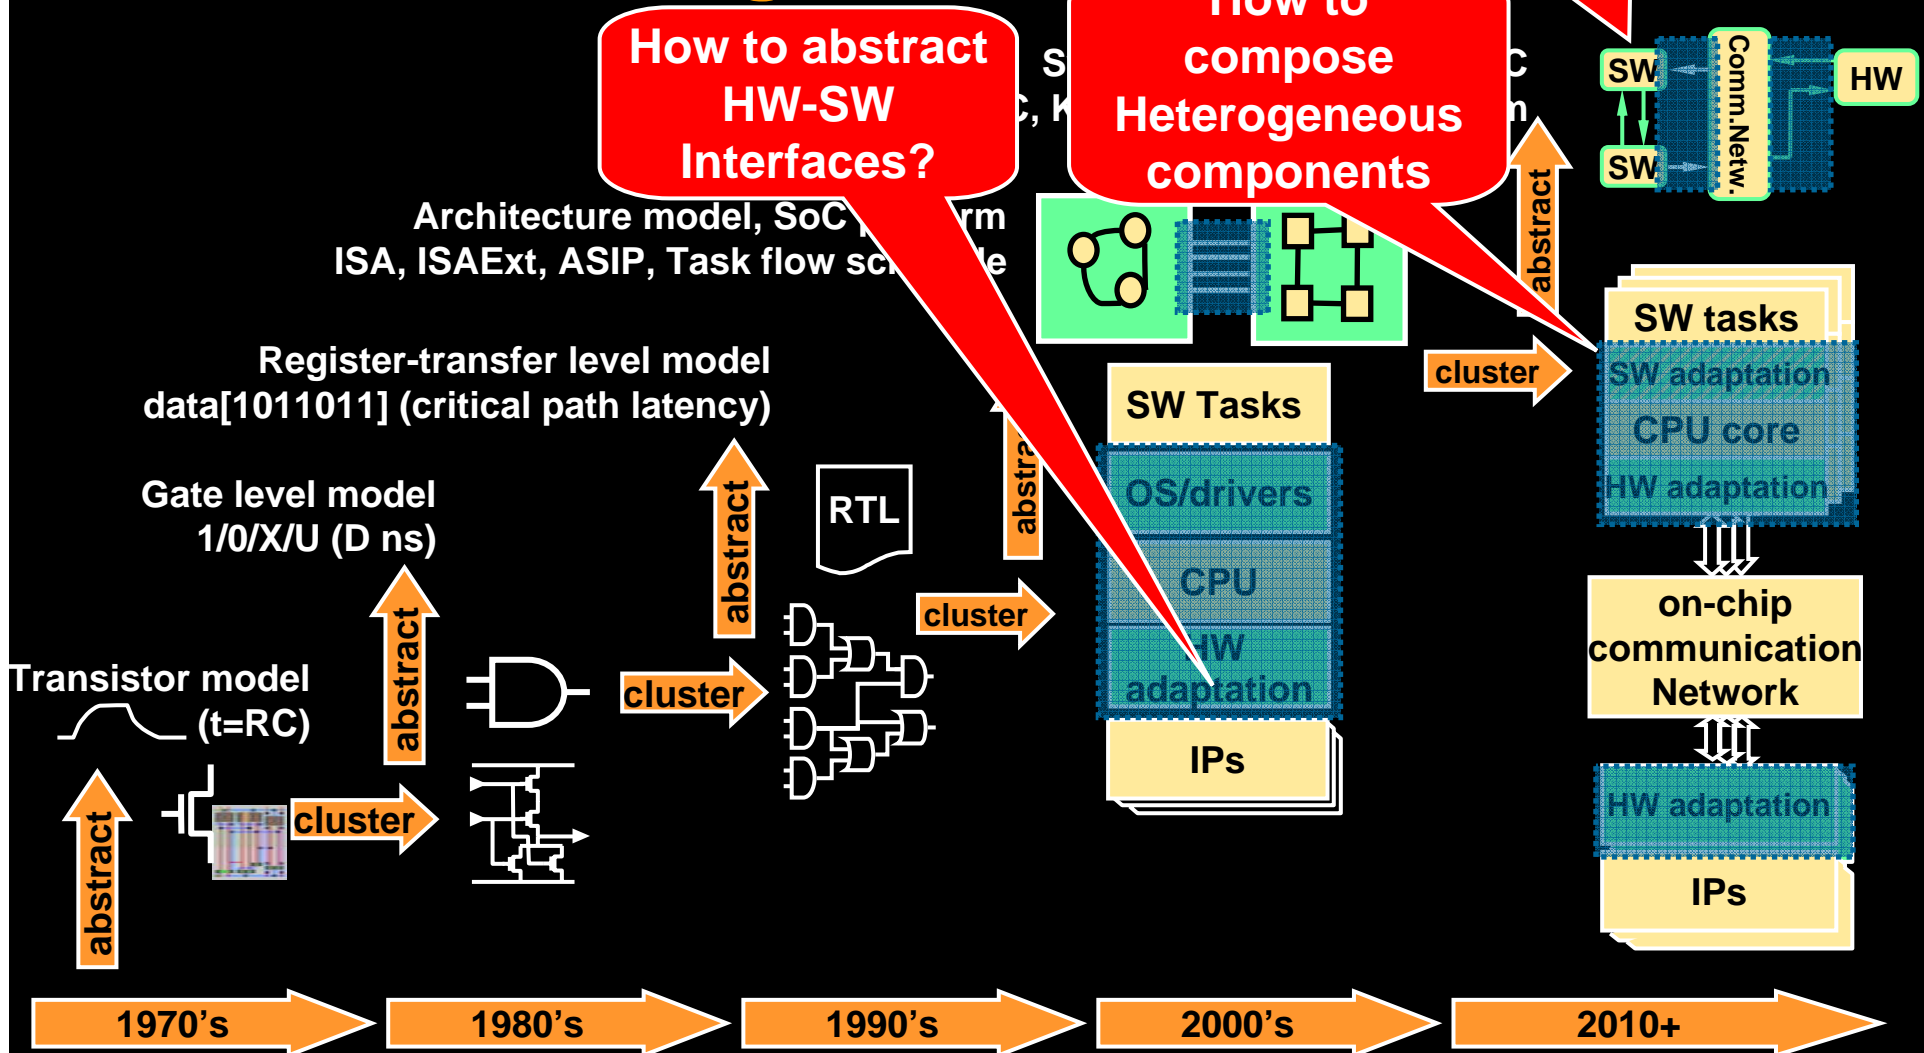 How to abstract
HW-SW
Interfaces?
How to
compose
Heterogeneous
components
SW
Comm.Netw.
HW
SW
abstract
Architecture model, SoC
ISA, ISAExt, ASIP, Task flow
SW tasks
SW adaptation
CPU core
HW adaptation
cluster
Register-transfer level model
data[1011011] (critical path latency)
SW Tasks
OS/drivers
CPU
HW
adaptation
IPs
abstract
RTL
Gate level model
1/0/X/U (D ns)
abstract
cluster
on-chip
communication
Network
HW adaptation
IPs
Transistor model
(t=RC)
abstract
cluster
cluster
abstract
1970's
1980's
1990's
2000's
2010+